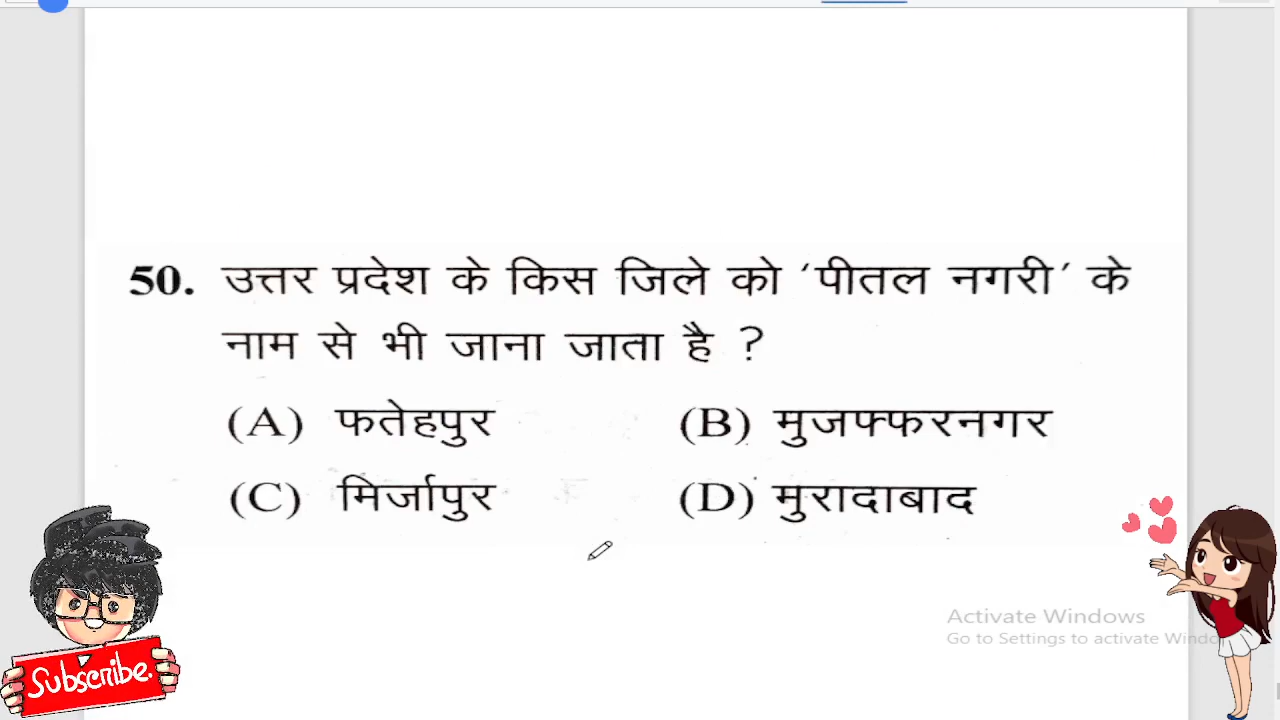 50. उत्तर प्रदेश के किस जिले को ‘पीतल नगरी’ के
नाम से भी जाना जाता है ?
(A) फतेहपुर (B) मुजफ्फरनगर
(C) मिर्जापुर (D) मुरादाबाद
Activate Windows
Go to Settings to activate Windo
Subscribe.